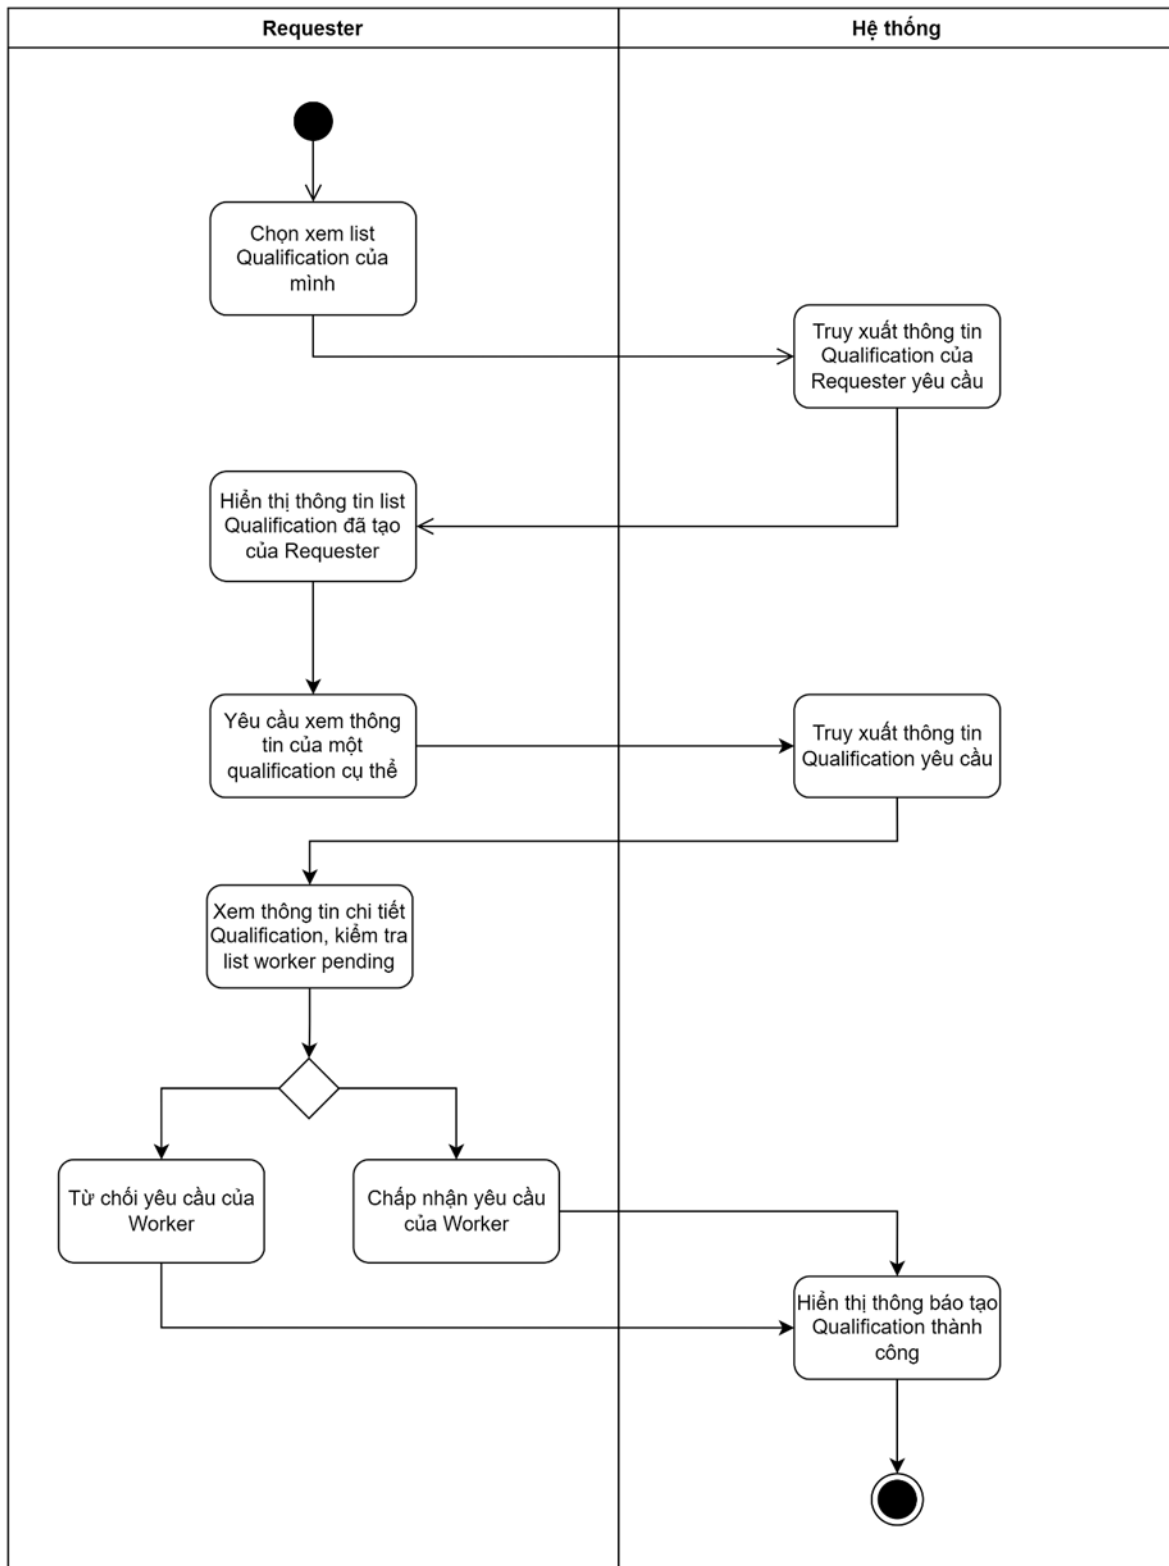 Requester
Hệ thống
Chọn xem list
Qualification của
mình
Truy xuất thông tin
Qualification của
Requester yêu cầu
Hiển thị thông tin list
Qualification đã tạo
của Requester
Yêu cầu xem thông
tin của một
qualification cụ thể
Truy xuất thông tin
Qualification yêu cầu
Xem thông tin chi tiết
Qualification, kiểm tra
list worker pending
Từ chối yêu cầu của
Worker
Chấp nhận yêu cầu
của Worker
Hiển thị thông báo tạo
Qualification thành
công